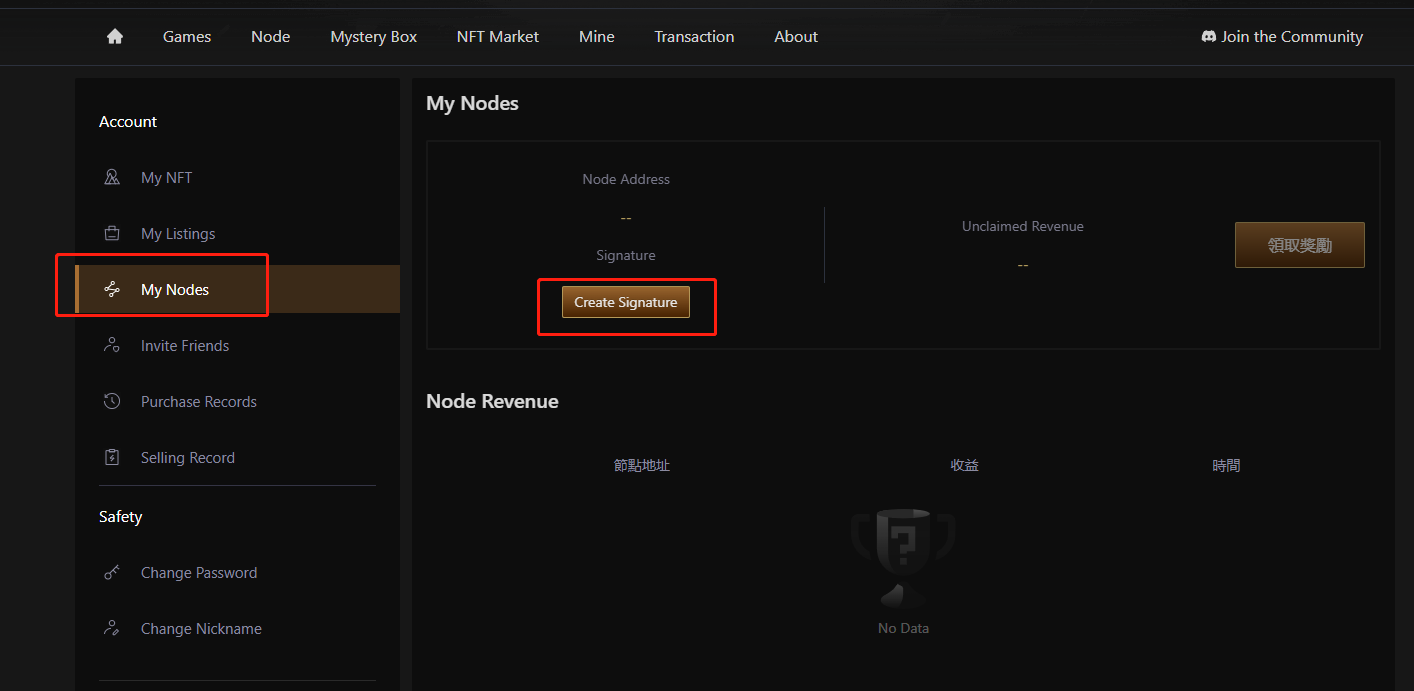 Games Node Mystery Box NFT Market Mine Transaction About Join the Community
Account
My NFT
My Listings
My Nodes
Invite Friends
Purchase Records
Selling Record
Safety
Change Password
Change Nickname
My Nodes
Node Address
--
Signature
Create Signature
Unclaimed Revenue
--
領取獎勵
Node Revenue
節點地址 收益 時間
No Data